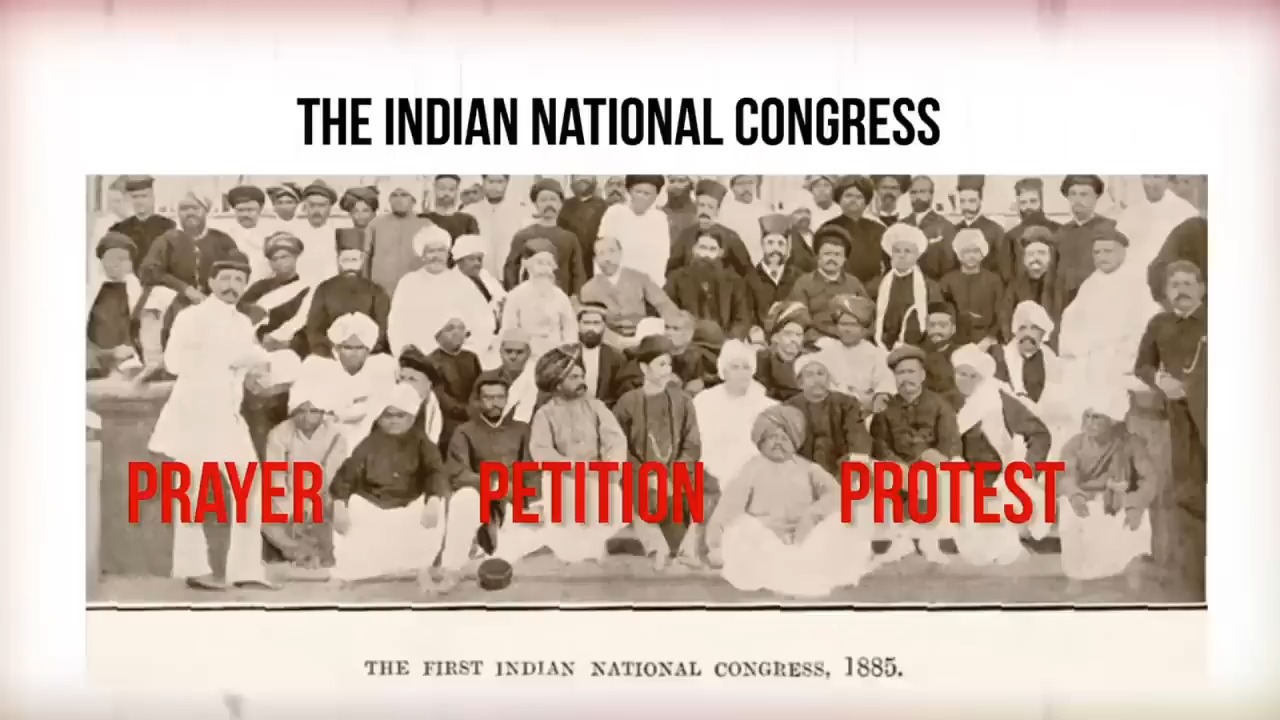 THE INDIAN NATIONAL CONGRESS
PRAYER PETITION PROTEST
THE FIRST INDIAN NATIONAL CONGRESS, 1885.